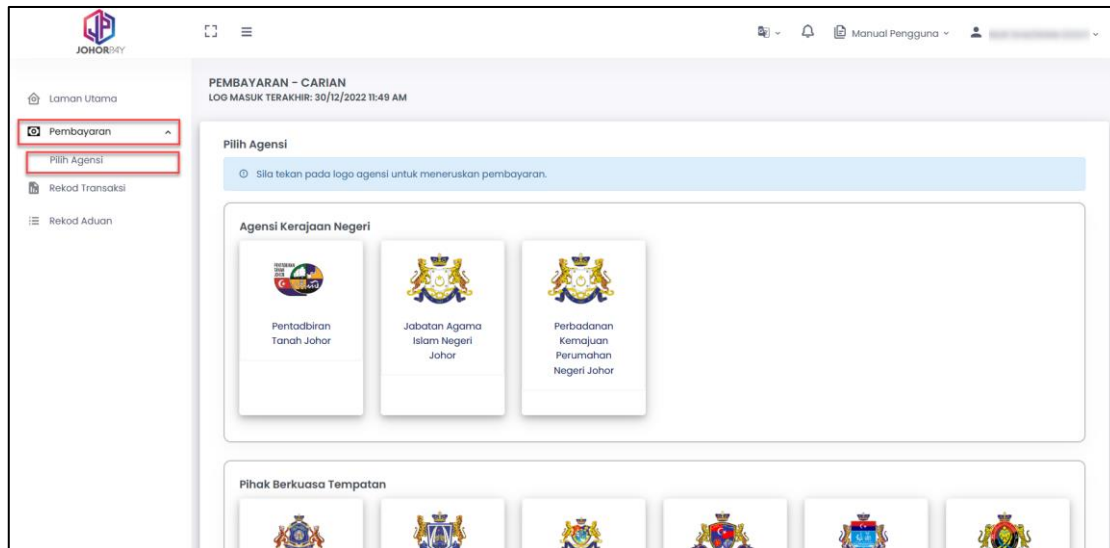 JOHORPAY
Manual Pengguna
Laman Utama
Pembayaran
Pilih Agensi
Rekod Transaksi
Rekod Aduan
PEMBAYARAN - CARIAN
LOG MASUK TERAKHIR: 30/12/2022 11:49 AM
Pilih Agensi
Sila tekan pada logo agensi untuk meneruskan pembayaran.
Agensi Kerajaan Negeri
Pentadbiran
Tanah Johor
Jabatan Agama
Islam Negeri
Johor
Perbadanan
Kemajuan
Perumahan
Negeri Johor
Pihak Berkuasa Tempatan